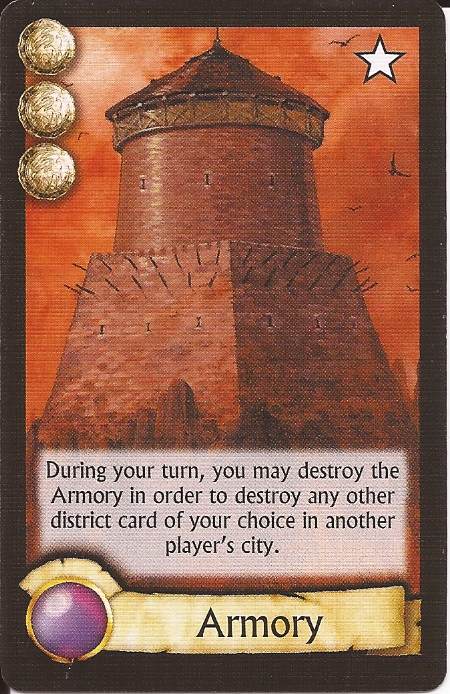 During your turn, you may destroy the
Armory in order to destroy any other
district card of your choice in another
player's city.
Armory